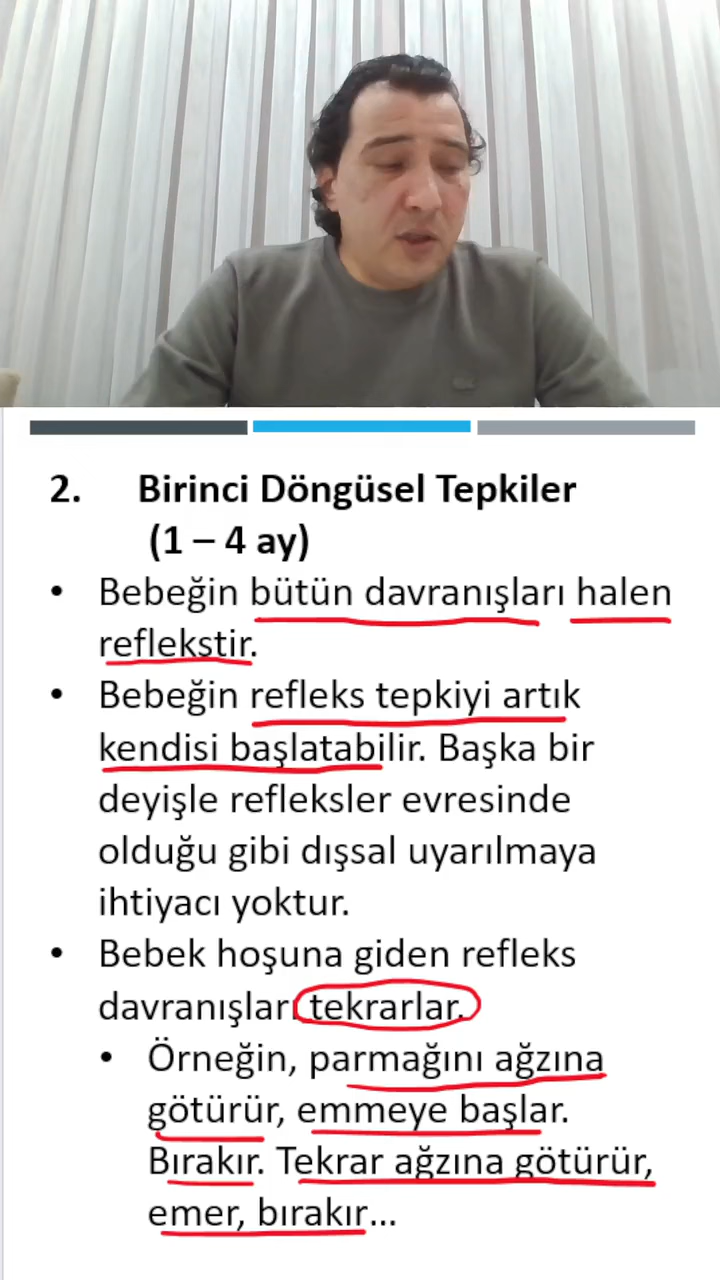 2. Birinci Döngüsel Tepkiler
(1 – 4 ay)
• Bebeğin bütün davranışları halen
reflekstir.
• Bebeğin refleks tepkiyi artık
kendisi başlatabilir. Başka bir
deyişle refleksler evresinde
olduğu gibi dışsal uyarılmaya
ihtiyacı yoktur.
• Bebek hoşuna giden refleks
davranışları tekrarlar.
• Örneğin, parmağını ağzına
götürür, emmeye başlar.
Bırakır. Tekrar ağzına götürür,
emer, bırakır...